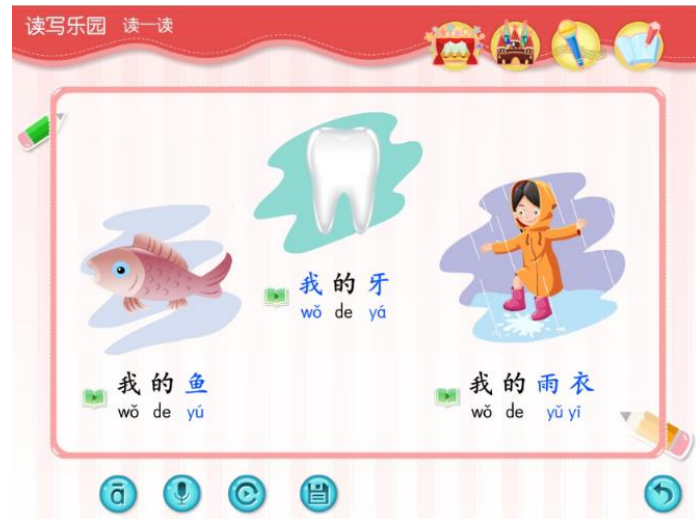 读写乐园 读一读
我的牙
wǒ de yá
我的鱼
wǒ de yú
我的雨衣
wǒ de yǔ yī
ā